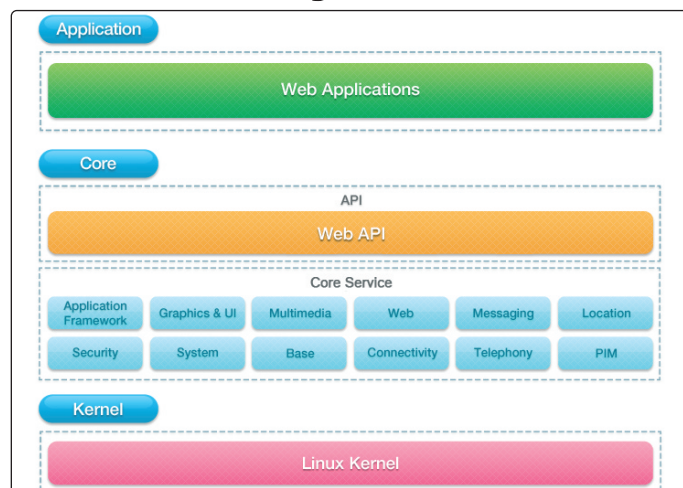 Application
Web Applications
Core
API
Web API
Core Service
Application
Framework
Graphics & UI
Multimedia
Web
Messaging
Location
Security
System
Base
Connectivity
Telephony
PIM
Kernel
Linux Kernel